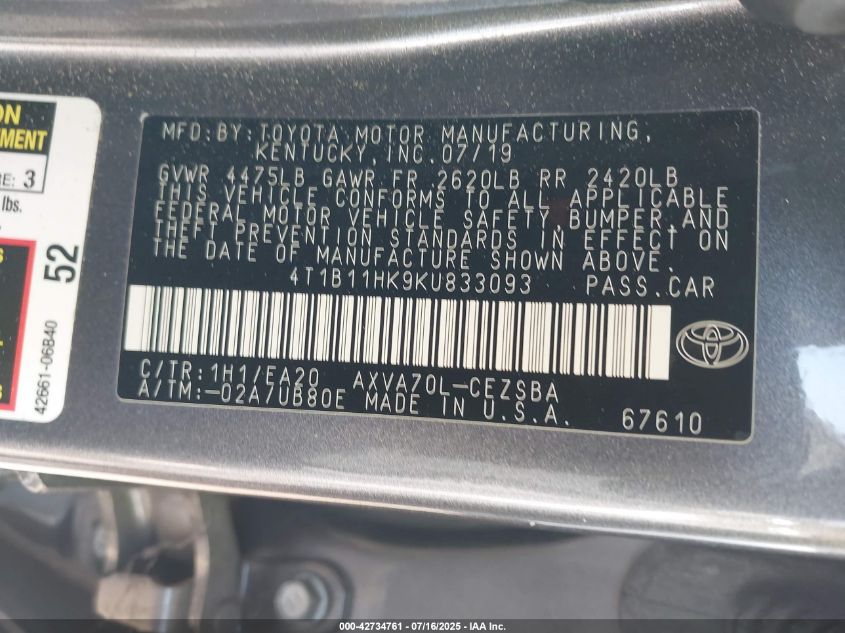 ON
EMENT
RE: 3
lbs.
52
42661-06B40
MFD.BY:TOYOTA MOTOR MANUFACTURING,
KENTUCKY, INC.07/19
GVWR 4475LB GAWR FR 2620LB RR 2420LB
THIS VEHICLE CONFORMS TO ALL APPLICABLE
FEDERAL MOTOR VEHICLE SAFETY, BUMPER, AND
THEFT PREVENTION STANDARDS IN EFFECT ON
THE DATE OF MANUFACTURE SHOWN ABOVE.
4T1B11HK9KU833093 PASS.CAR
C/TR:1H1/EA20 AXVA70L-CEZSBA
A/TM:-02A/UB80E MADE IN U.S.A.
67610
000-42734761 - 07/16/2025 - IAA Inc.